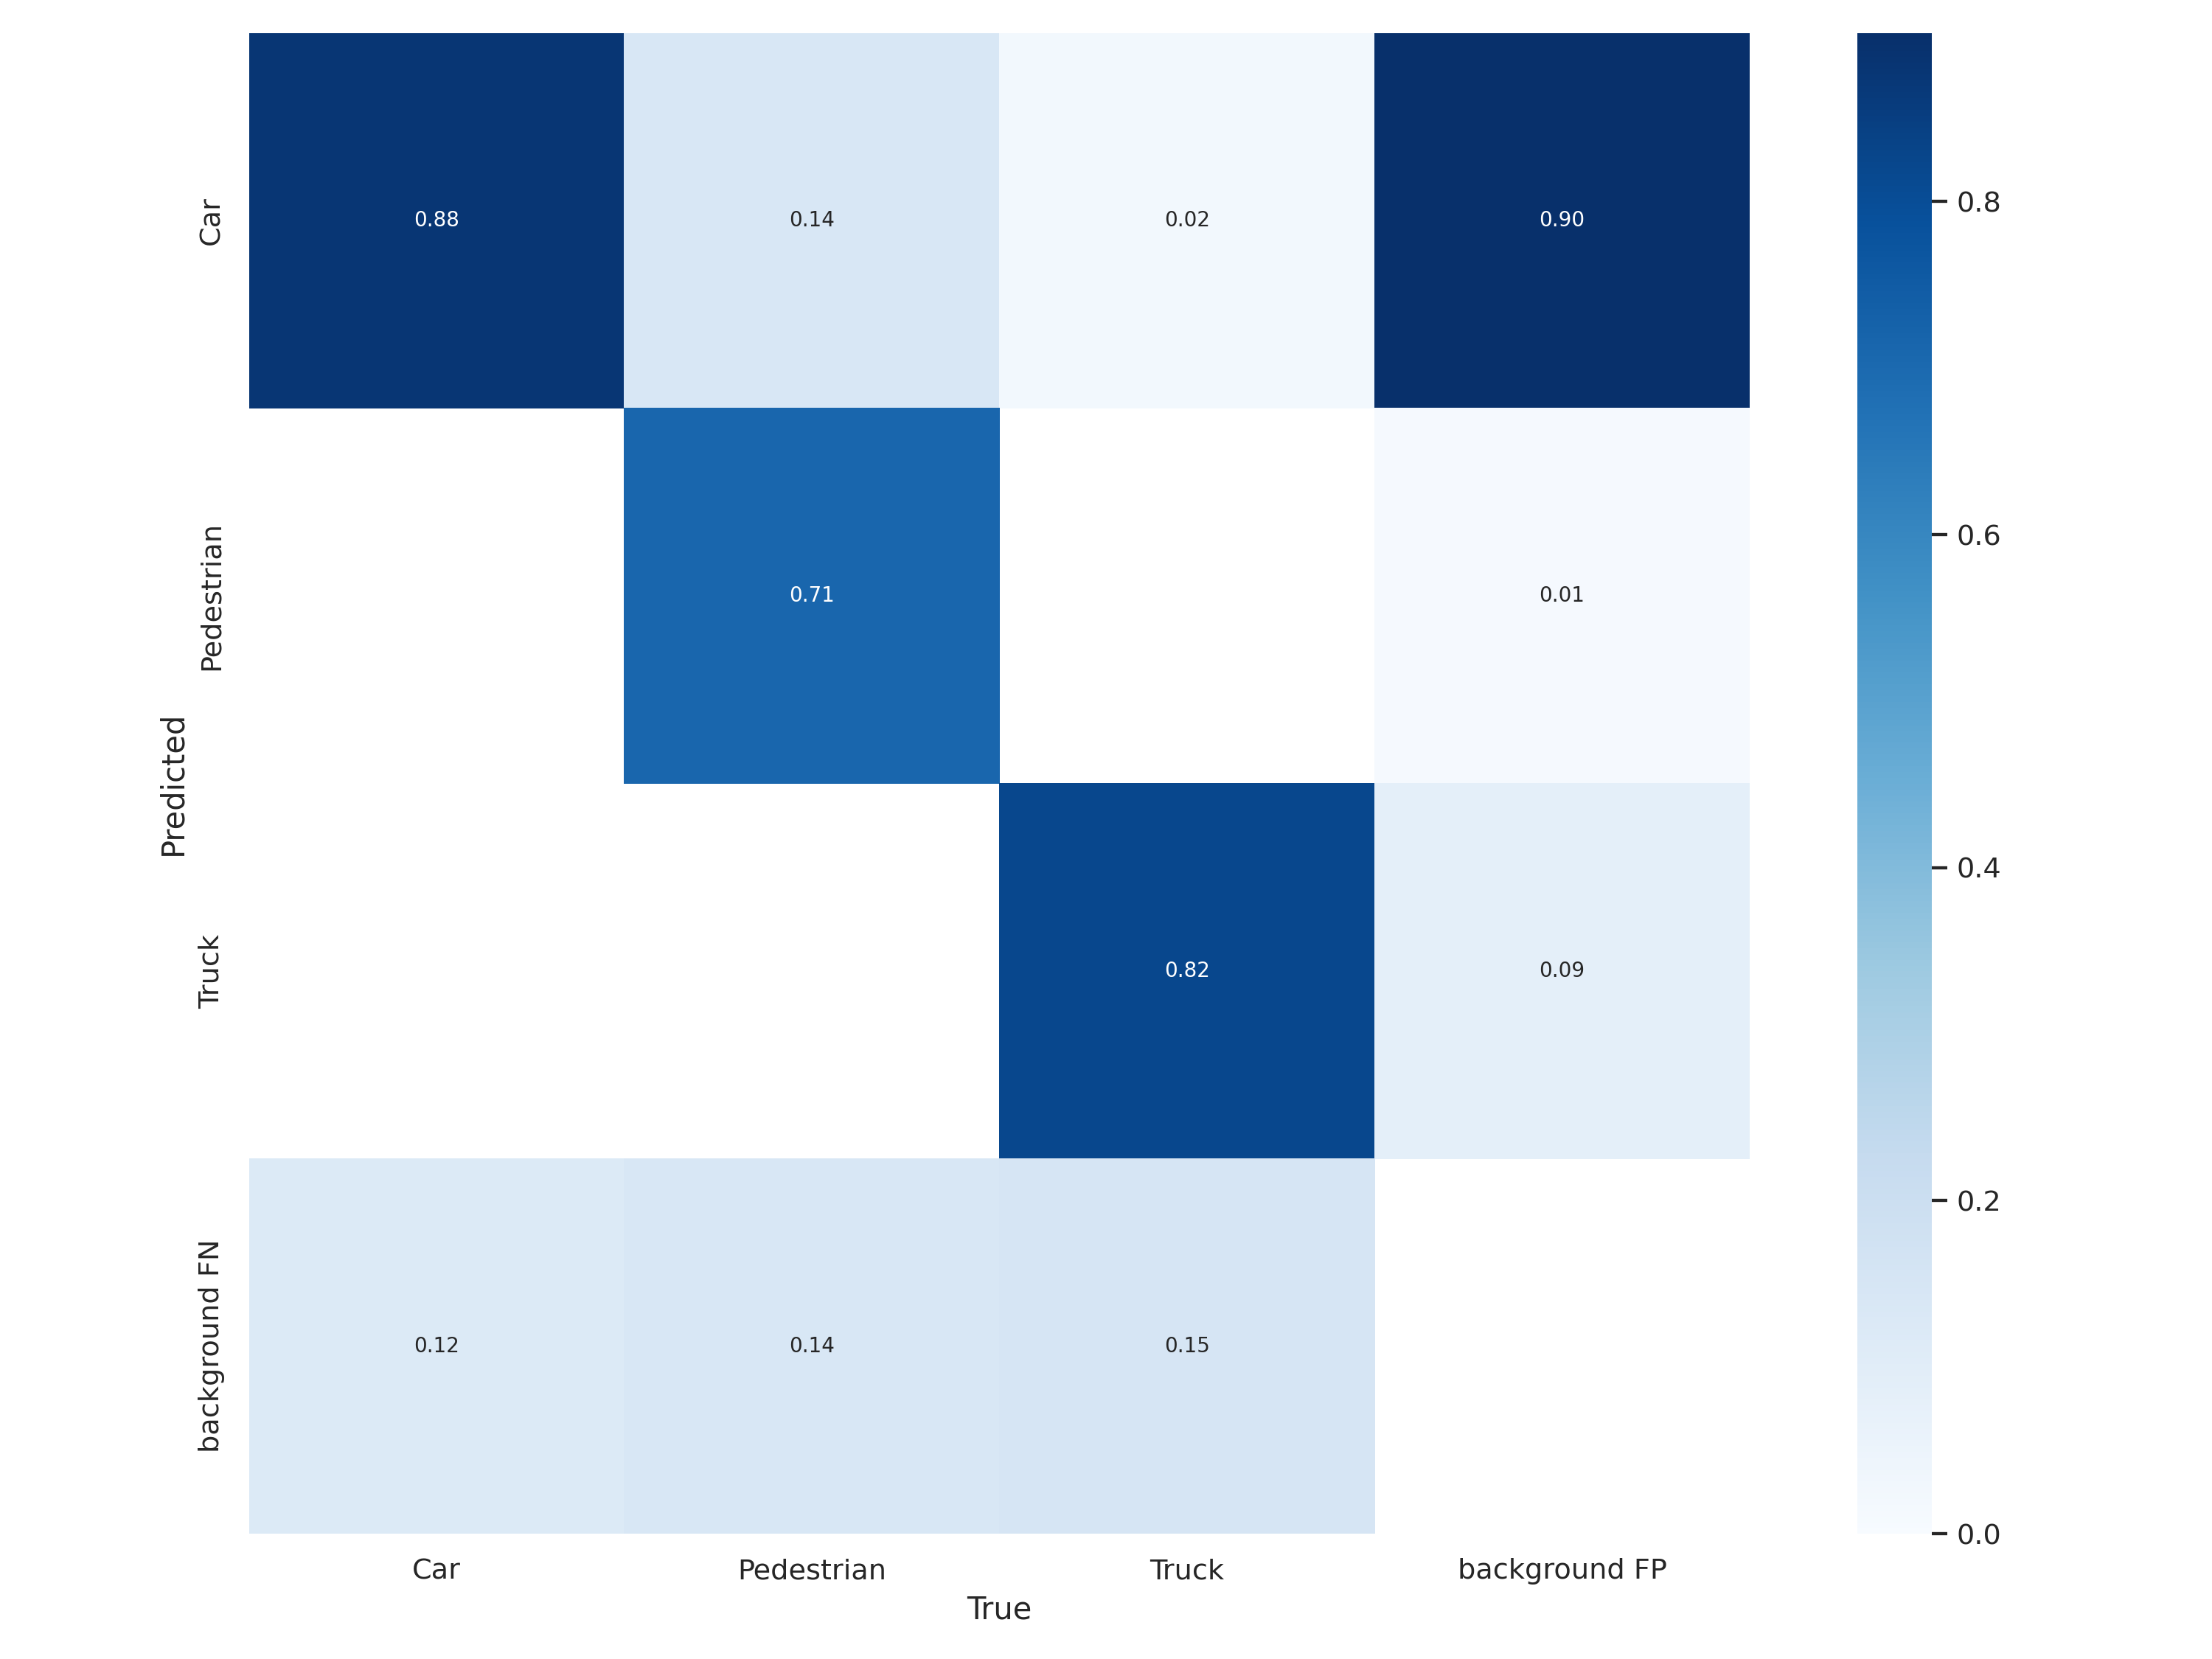 Car
0.88
0.14
0.02
0.90
Pedestrian
0.71
0.01
Truck
0.82
0.09
background FN
0.12
0.14
0.15
Predicted
Car
Pedestrian
Truck
background FP
True
0.8
0.6
0.4
0.2
0.0